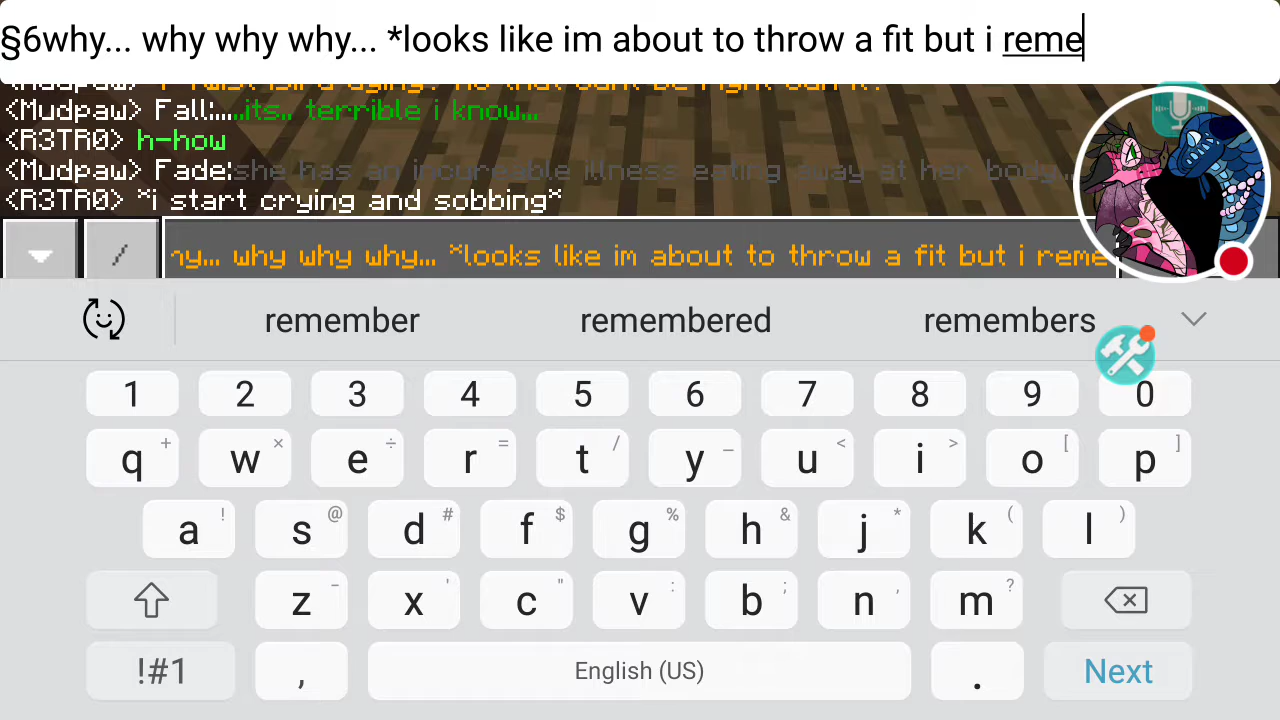 §6why... why why why... *looks like im about to throw a fit but i reme
<Mudpaw> Fall:.....its.. terrible i know...
<R3TR0> h-how
<Mudpaw> Fade:she has an incureable illness eating away at her body...
<R3TR0> *i start crying and sobbing*
/
hy... why why why... *looks like im about to throw a fit but i reme
remember remembered remembers
1 2 3 4 5 6 7 8 9 0
q + w × e ÷ r = t / y _ u < i > o [ p ]
a ! s @ d # f $ g % h & j * k ( l )
z - x ' c " v : b ; n , m ?
!#1 , English (US) . Next